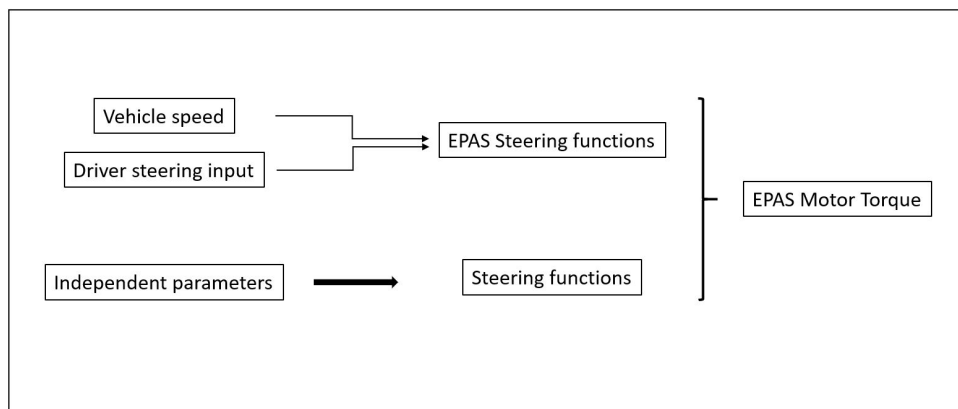 Vehicle speed
Driver steering input
EPAS Steering functions
EPAS Motor Torque
Independent parameters
Steering functions